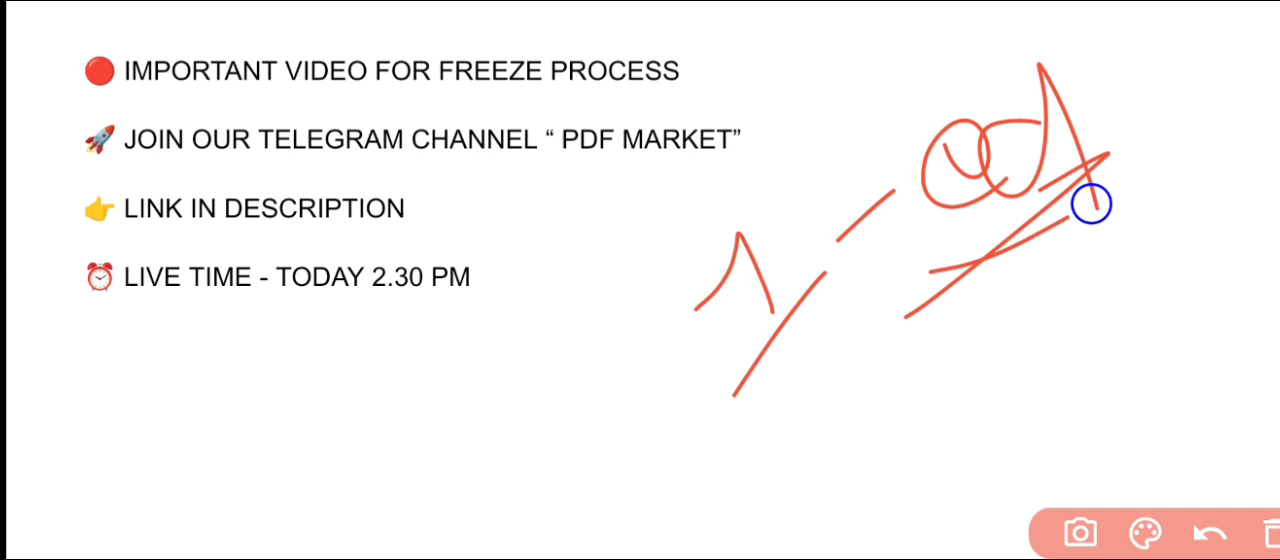 🔴 IMPORTANT VIDEO FOR FREEZE PROCESS
🚀 JOIN OUR TELEGRAM CHANNEL “ PDF MARKET”
👉 LINK IN DESCRIPTION
⏰ LIVE TIME - TODAY 2.30 PM